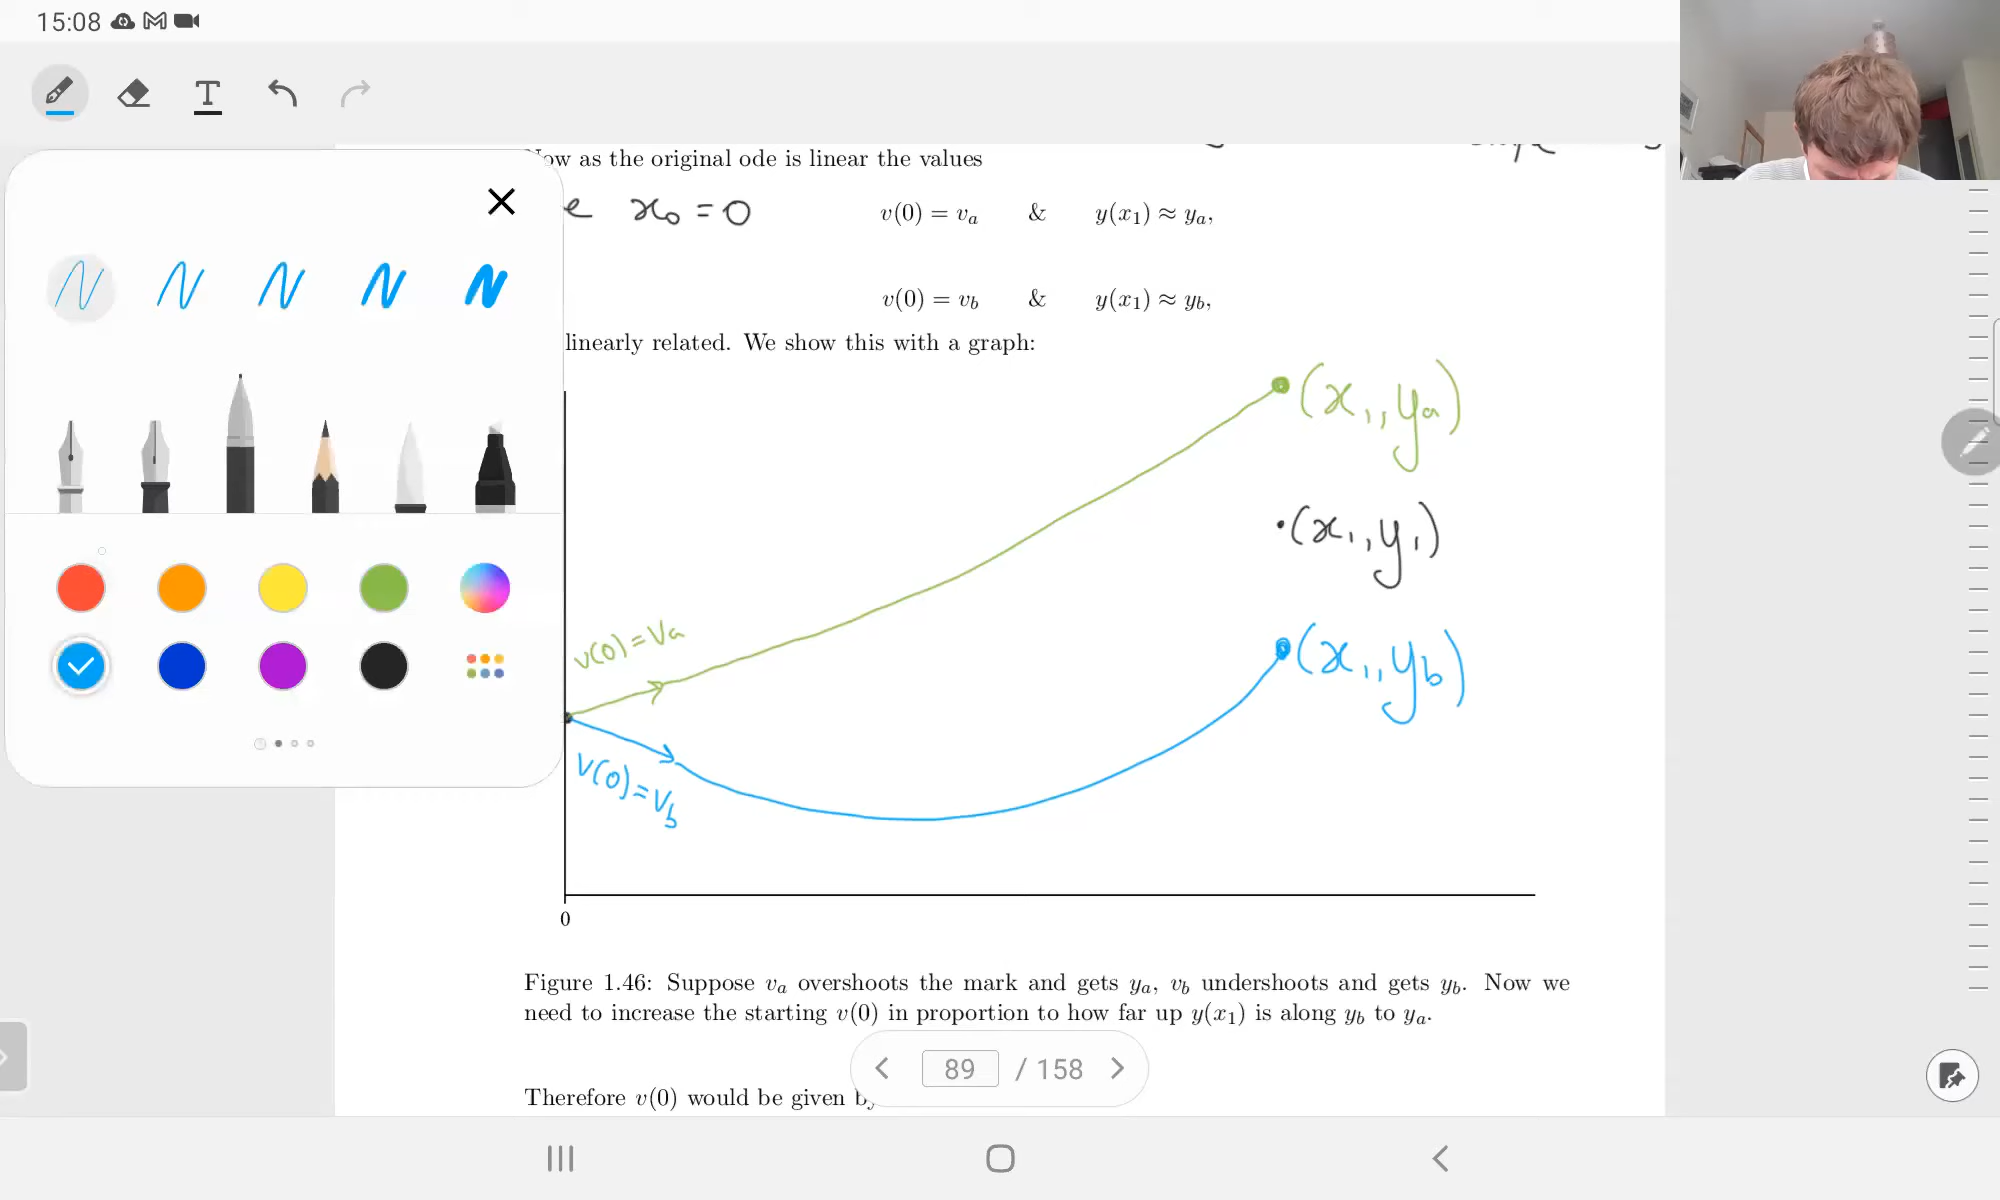 15:08
T
Now as the original ode is linear the values
e x₀ = 0
v(0) = vₐ & y(x₁) ≈ yₐ,
v(0) = v_b & y(x₁) ≈ y_b,
linearly related. We show this with a graph:
(x₁, yₐ)
(x₁, y₁)
v(0) = vₐ
(x₁, y_b)
v(0) = v_b
0
Figure 1.46: Suppose vₐ overshoots the mark and gets yₐ, v_b undershoots and gets y_b. Now we
need to increase the starting v(0) in proportion to how far up y(x₁) is along y_b to yₐ.
89 / 158
Therefore v(0) would be given by